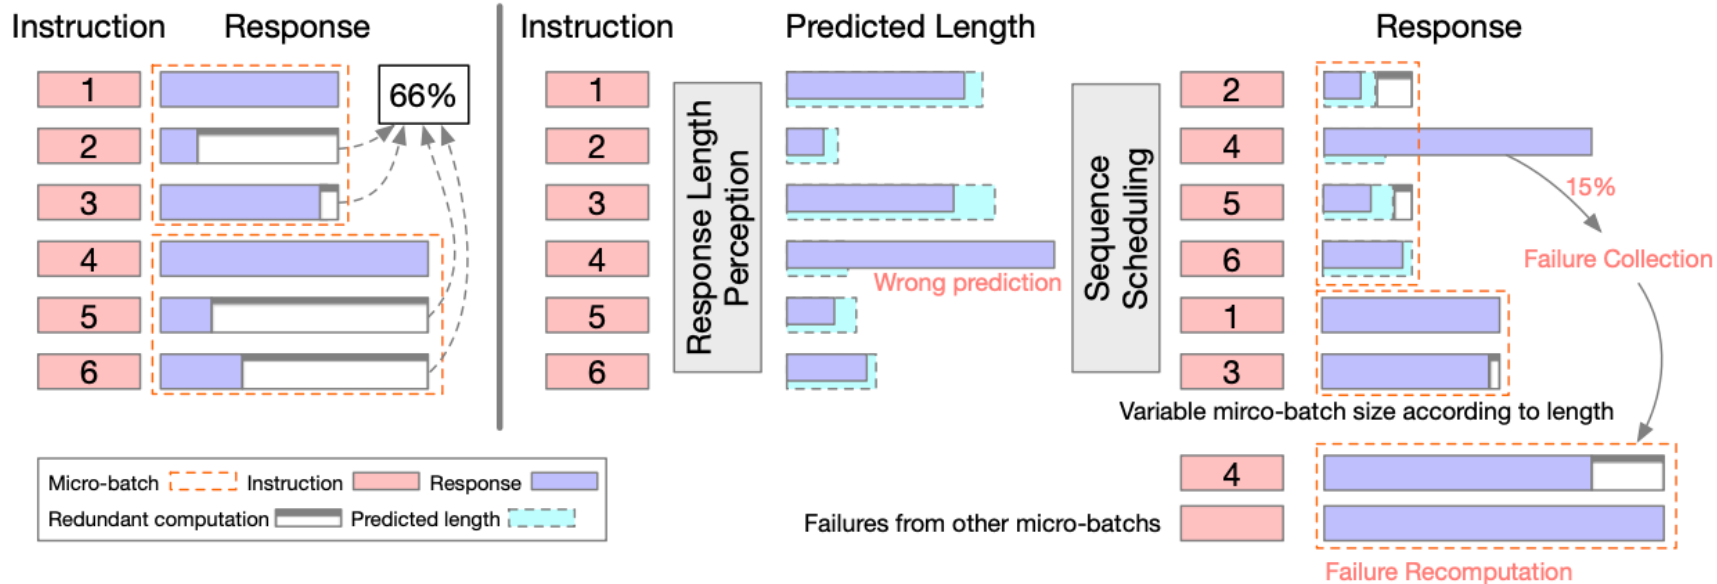 Instruction Response
1
2
3
4
5
6
66%
Instruction Predicted Length Response
1
2
3
4
5
6
Response Length
Perception
Wrong prediction
Sequence
Scheduling
2
4
5
6
1
3
15%
Failure Collection
Variable mirco-batch size according to length
4
Failures from other micro-batchs
Failure Recomputation
Micro-batch Instruction Response
Redundant computation Predicted length